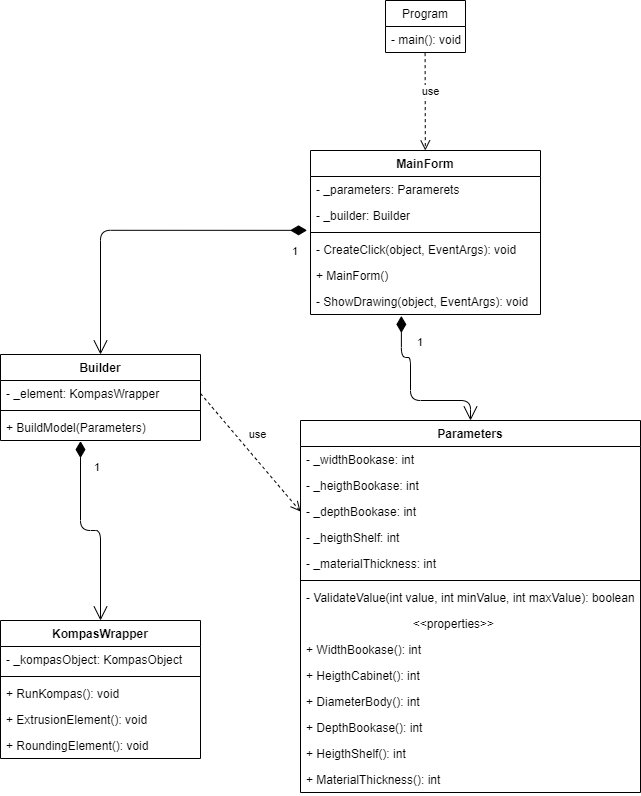 Program
- main(): void
use
MainForm
- _parameters: Paramerets
- _builder: Builder
- CreateClick(object, EventArgs): void
+ MainForm()
- ShowDrawing(object, EventArgs): void
1
1
Builder
- _element: KompasWrapper
+ BuildModel(Parameters)
1
use
Parameters
- _widthBookase: int
- _heigthBookase: int
- _depthBookase: int
- _heigthShelf: int
- _materialThickness: int
- ValidateValue(int value, int minValue, int maxValue): boolean
<<properties>>
+ WidthBookase(): int
+ HeigthCabinet(): int
+ DiameterBody(): int
+ DepthBookase(): int
+ HeigthShelf(): int
+ MaterialThickness(): int
KompasWrapper
- _kompasObject: KompasObject
+ RunKompas(): void
+ ExtrusionElement(): void
+ RoundingElement(): void